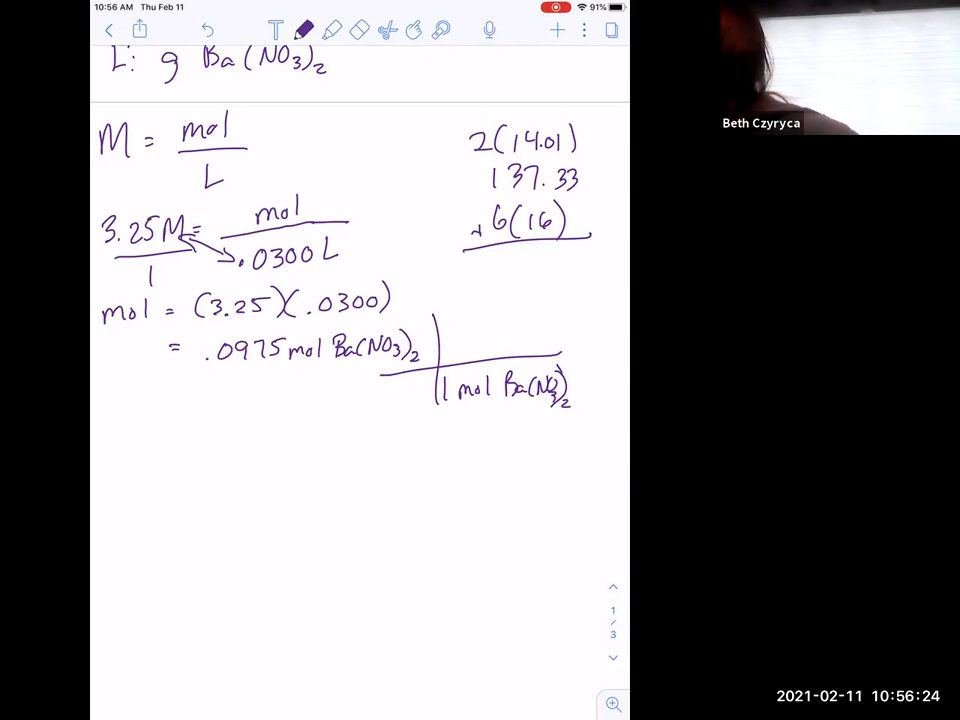 10:56 AM Thu Feb 11
91%
L: g Ba(NO3)2
M = mol / L
2(14.01)
137.33
+ 6(16)
3.25M = mol / .0300 L
1
mol = (3.25)(.0300)
= .0975 mol Ba(NO3)2
1 mol Ba(NO3)2
1
/
3
Beth Czyryca
2021-02-11 10:56:24